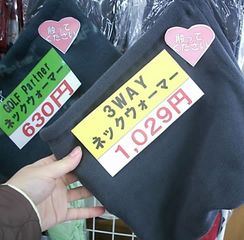 触って
ください
GOLF Partner
ネックウォーマー
630円
触って
ください
3WAY
ネックウォーマー
1,029円